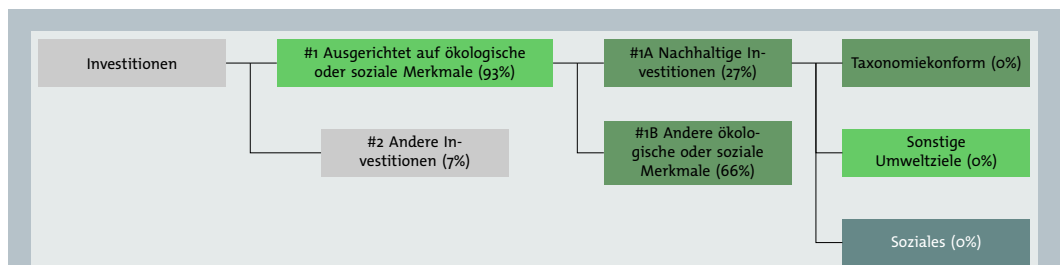 Investitionen
#1 Ausgerichtet auf ökologische
oder soziale Merkmale (93%)
#2 Andere In-
vestitionen (7%)
#1A Nachhaltige In-
vestitionen (27%)
#1B Andere ökolo-
gische oder soziale
Merkmale (66%)
Taxonomiekonform (0%)
Sonstige
Umweltziele (0%)
Soziales (0%)